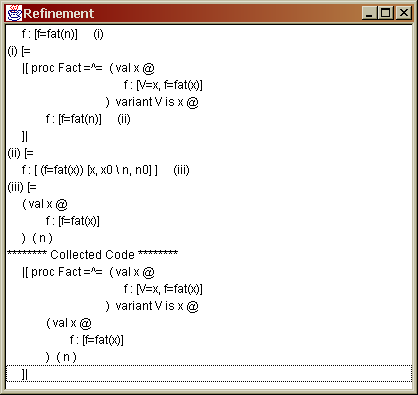 Refinement
f : [f=fat(n)] (i)
(i) [=
|[ proc Fact =^= ( val x @
f : [V=x, f=fat(x)]
) variant V is x @
f : [f=fat(n)] (ii)
]|
(ii) [=
f : [ (f=fat(x)) [x, x0 \ n, n0] ] (iii)
(iii) [=
( val x @
f : [f=fat(x)]
) ( n )
******** Collected Code ********
|[ proc Fact =^= ( val x @
f : [V=x, f=fat(x)]
) variant V is x @
( val x @
f : [f=fat(x)]
) ( n )
]|